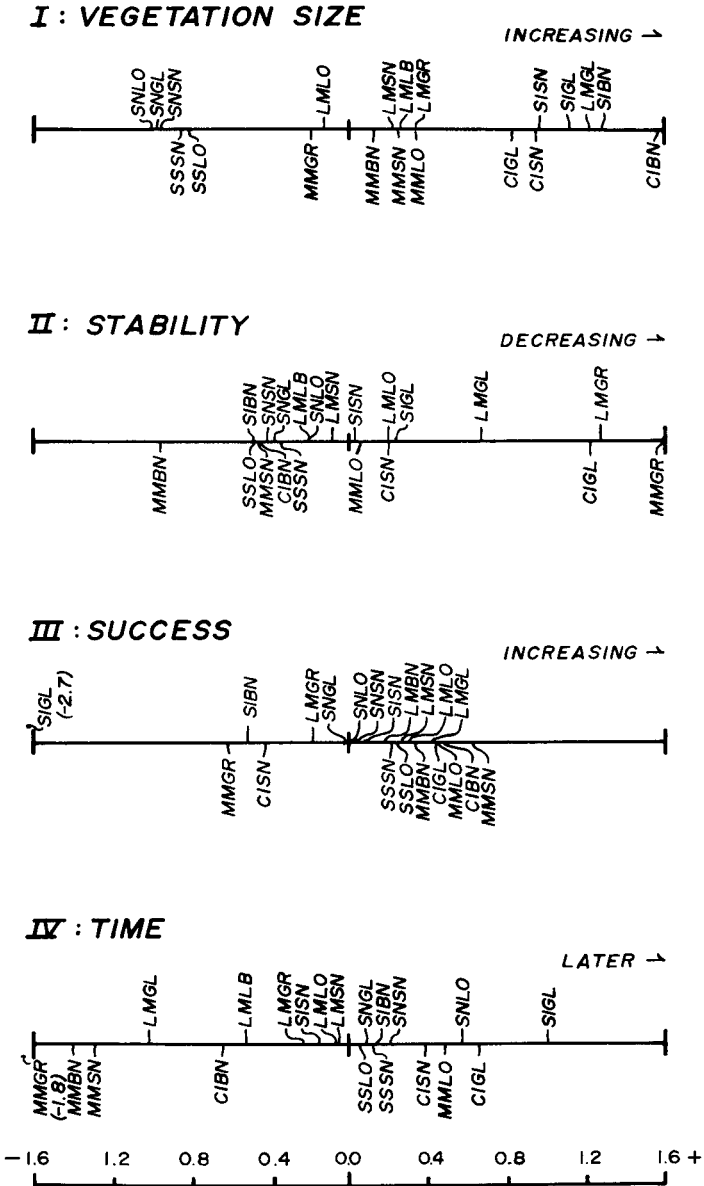 I : VEGETATION SIZE
INCREASING →
SNLO SNGL SNSN LMLO LMSN LMLB LMGR SISN SIGL LMGL SIBN
SSSN SSLO MMGR MMBN MMSN MMLO CIGL CISN CIBN
II : STABILITY
DECREASING →
SIBN SNSN SNGL LMLB SNLO LMSN SISN LMLO SIGL LMGL LMGR
MMBN SSLO MMSN CIBN SSSN MMLO CISN CIGL MMGR
III : SUCCESS
INCREASING →
SIGL (-2.7) SIBN LMGR SNGL SNLO SNSN SISN LMBN LMSN LMLO LMGL
MMGR CISN SSSN SSLO MMBN CIGL MMLO CIBN MMSN
IV : TIME
LATER →
LMGL LMLB LMGR SISN LMLO LMSN SNGL SIBN SNSN SNLO SIGL
MMGR (-1.8) MMBN MMSN CIBN SSLO SSSN CISN MMLO CIGL
-1.6 1.2 0.8 0.4 0.0 0.4 0.8 1.2 1.6 +